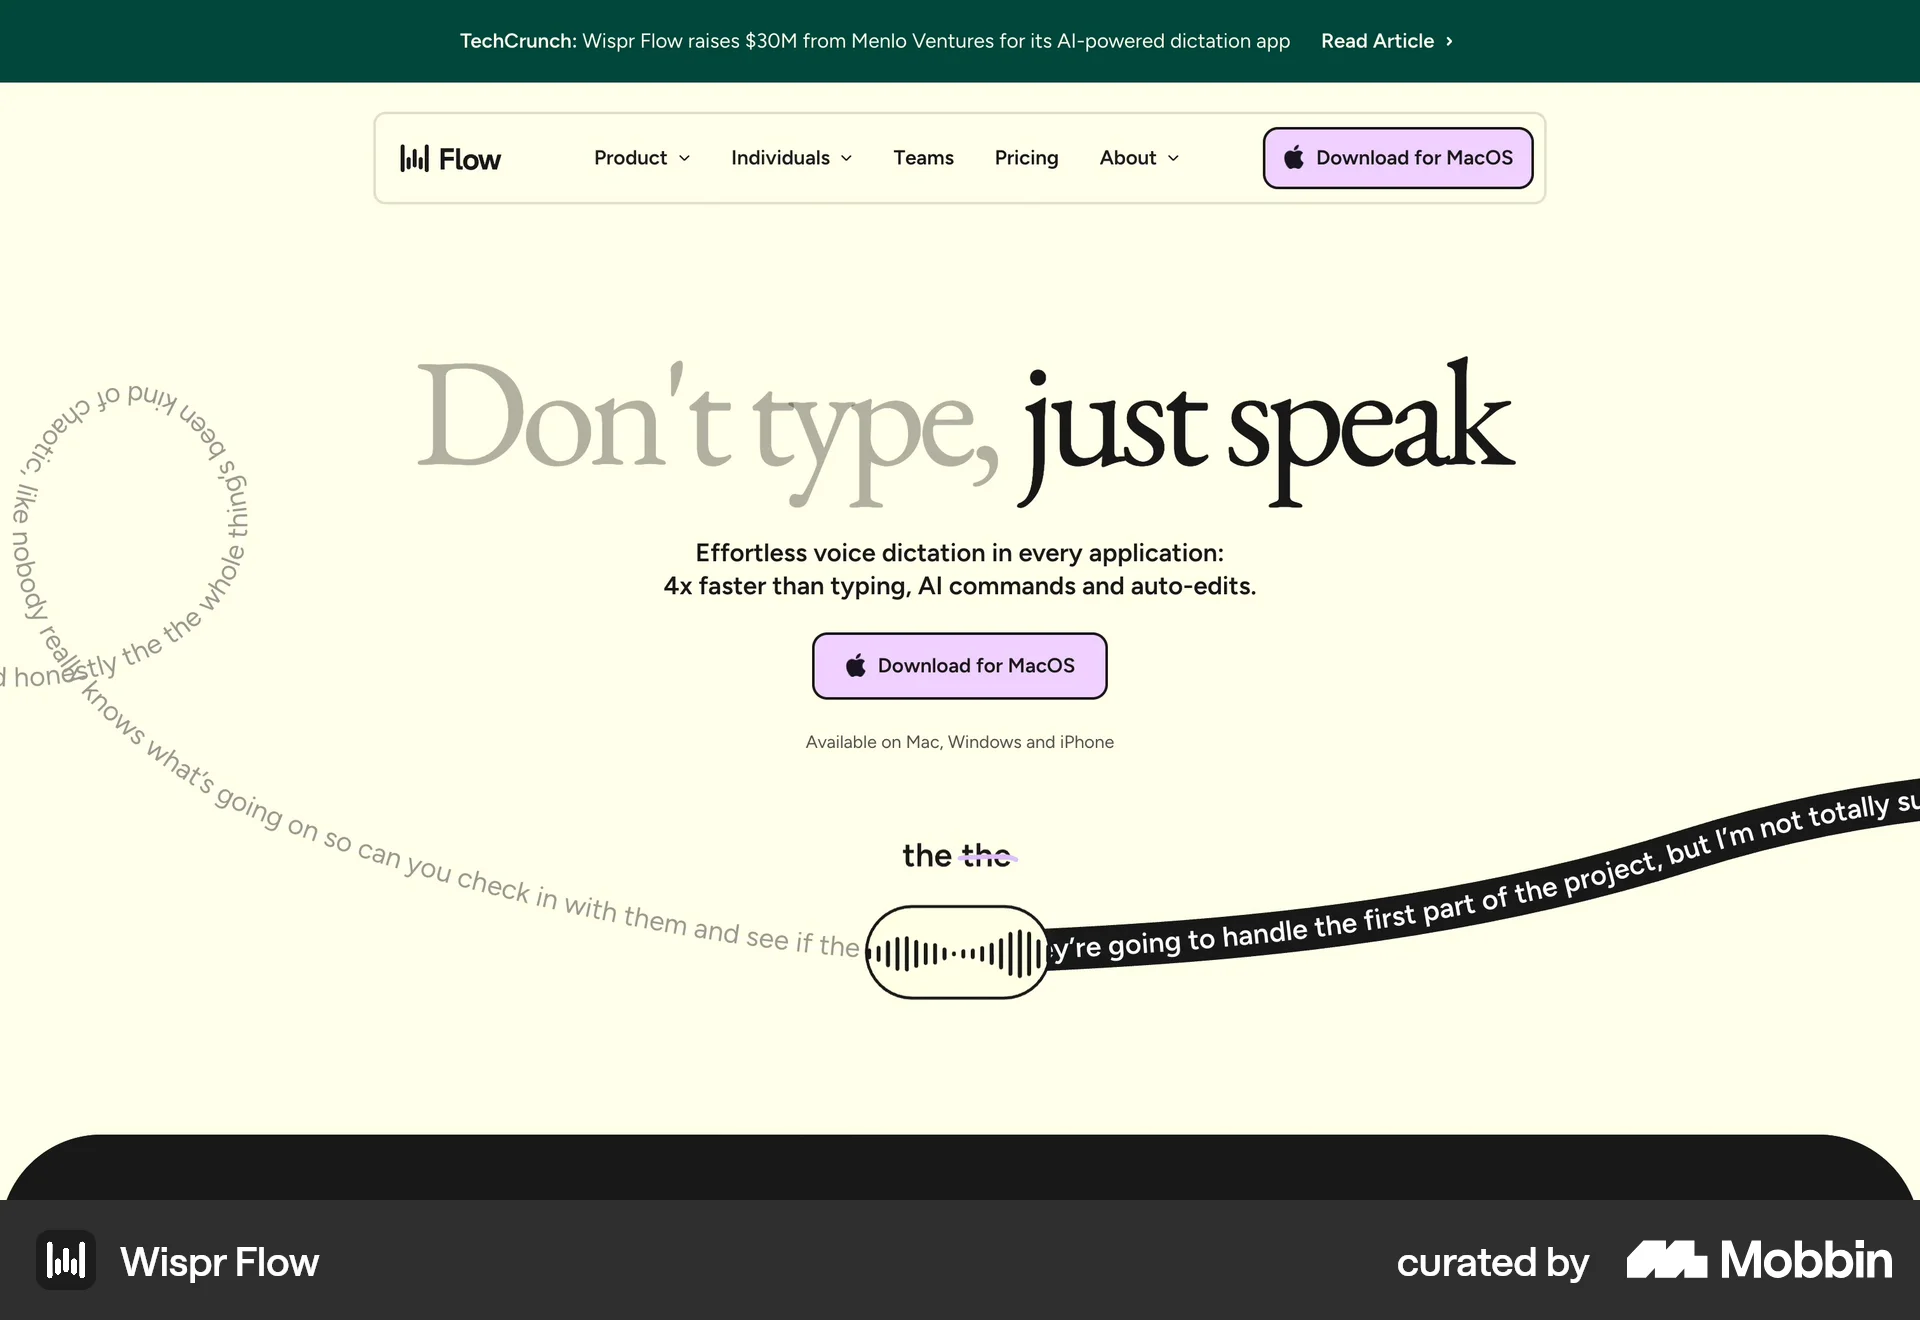 TechCrunch: Wispr Flow raises $30M from Menlo Ventures for its AI-powered dictation app Read Article
Flow Product Individuals Teams Pricing About Download for MacOS
Don't type, just speak
Effortless voice dictation in every application:
4x faster than typing, AI commands and auto-edits.
Download for MacOS
Available on Mac, Windows and iPhone
honestly the the whole thing's been kind of chaotic, like nobody really knows what's going on so can you check in with them and see if the
the the
ey're going to handle the first part of the project, but I'm not totally su
Wispr Flow
curated by Mobbin